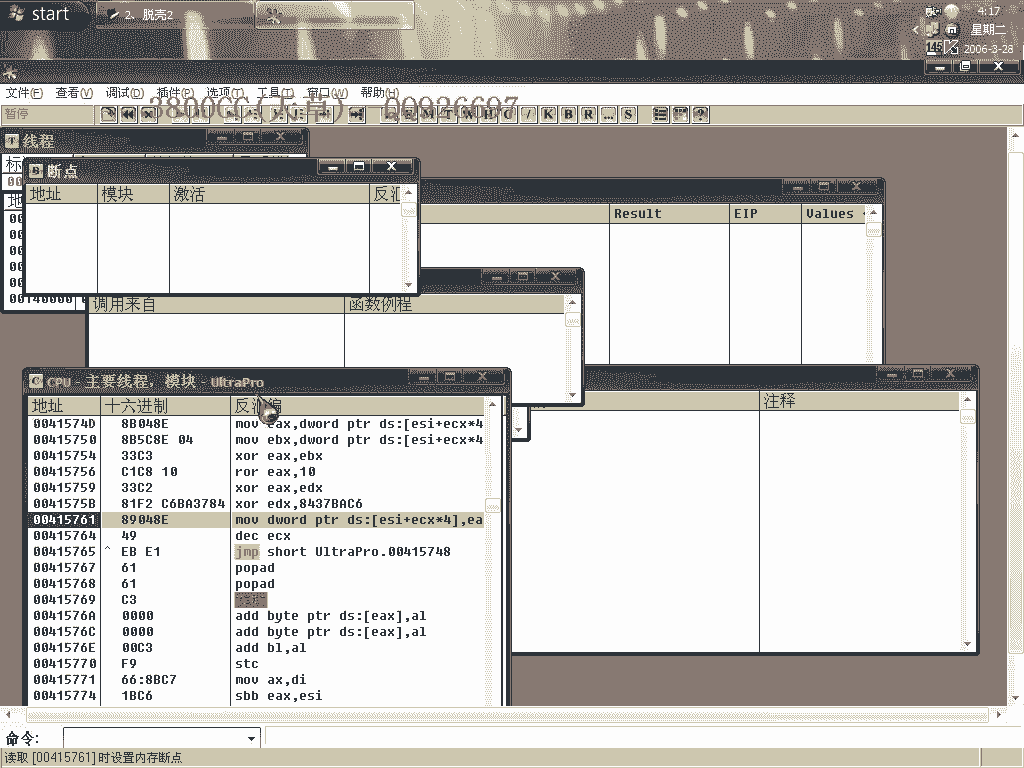 start
2、脱壳2
4:17
星期二
2006-3-28
文件(F) 查看(V) 调试(D) 插件(P) 选项(T) 工具(T) 窗口(W) 帮助(H)
3800CC(天草) QQ926697
暂停
/ K B R ... S
线程
断点
地址 模块 激活 反汇
Result EIP Values
00140000
调用来自 函数例程
CPU - 主要线程, 模块 - UltraPro
地址 十六进制 反汇编
注释
0041574D 8B048E mov eax,dword ptr ds:[esi+ecx*4
00415750 8B5C8E 04 mov ebx,dword ptr ds:[esi+ecx*4
00415754 33C3 xor eax,ebx
00415756 C1C8 10 ror eax,10
00415759 33C2 xor eax,edx
0041575B 81F2 C6BA3784 xor edx,8437BAC6
00415761 89048E mov dword ptr ds:[esi+ecx*4],ea
00415764 49 dec ecx
00415765 ^ EB E1 jmp short UltraPro.00415748
00415767 61 popad
00415768 61 popad
00415769 C3
0041576A 0000 add byte ptr ds:[eax],al
0041576C 0000 add byte ptr ds:[eax],al
0041576E 00C3 add bl,al
00415770 F9 stc
00415771 66:8BC7 mov ax,di
00415774 1BC6 sbb eax,esi
命令:
读取 [00415761] 时设置内存断点